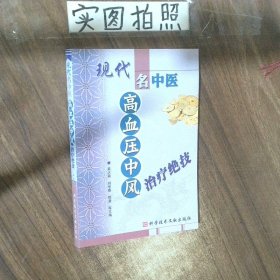 实图拍照
现代
名中医
高血压中风
治疗绝技
科学技术文献出版社